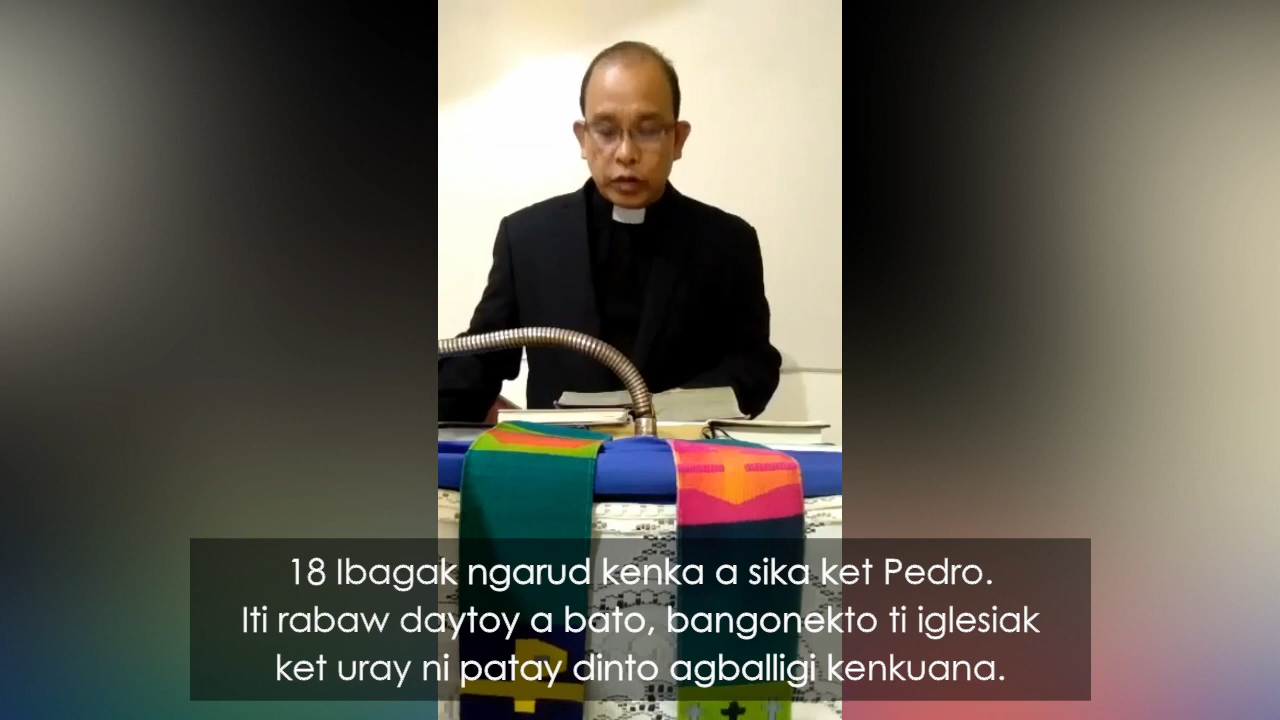 18 Ibagak ngarud kenka a sika ket Pedro.
Iti rabaw daytoy a bato, bangonekto ti iglesiak
ket uray ni patay dinto agballigi kenkuana.